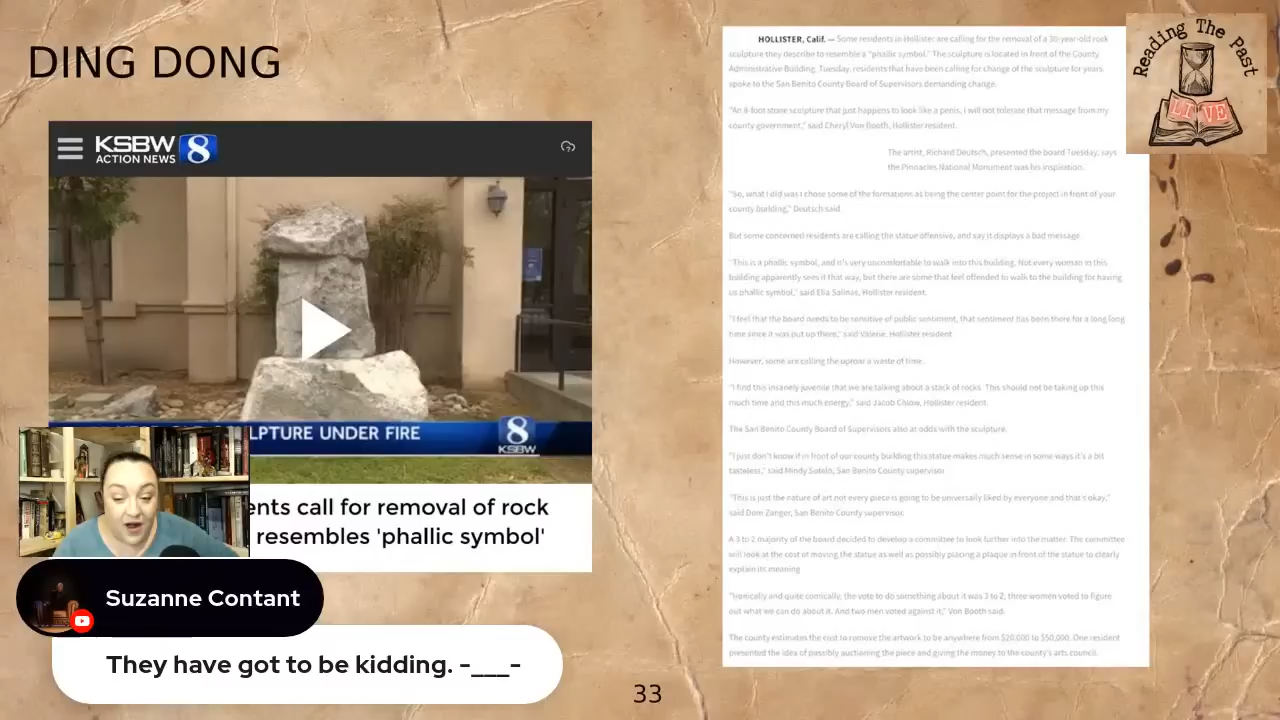 DING DONG
KSBW
ACTION NEWS 8
LPTURE UNDER FIRE
8
KSBW
ents call for removal of rock
resembles 'phallic symbol'
Suzanne Contant
They have got to be kidding. -___-
HOLLISTER, Calif. — Some residents in Hollister are calling for the removal of a 30-year-old rock
sculpture they describe to resemble a "phallic symbol." The sculpture is located in front of the County
Administrative Building. Tuesday, residents that have been calling for change of the sculpture for years
spoke to the San Benito County Board of Supervisors demanding change.
"An 8-foot stone sculpture that just happens to look like a penis, I will not tolerate that message from my
county government," said Cheryl Von Booth, Hollister resident.
The artist, Richard Deutsch, presented the board Tuesday, says
the Pinnacles National Monument was his inspiration.
"So, what I did was I chose some of the formations as being the center point for the project in front of your
county building," Deutsch said.
But some concerned residents are calling the statue offensive, and say it displays a bad message
"This is a phallic symbol, and it's very uncomfortable to walk into this building. Not every woman in this
building apparently sees it that way, but there are some that feel offended to walk to the building for having
us phallic symbol," said Elia Salinas, Hollister resident.
"I feel that the board needs to be sensitive of public sentiment, that sentiment has been there for a long long
time since it was put up there," said Valerie, Hollister resident
However, some are calling the uproar a waste of time.
"I find this insanely juvenile that we are talking about a stack of rocks. This should not be taking up this
much time and this much energy," said Jacob Hollister resident.
The San Benito County Board of Supervisors also at odds with the sculpture.
"I just don't know if in front of our county building this statue makes much sense in some ways it's a bit
tasteless," said Mindy Sotelo, San Benito County supervisor
"This is just the nature of art not every piece is going to be universally liked by everyone and that's okay,"
said Dom Zanger, San Benito County supervisor.
A 3 to 2 majority of the board decided to develop a committee to look further into the matter. The committee
will look at the cost of moving the statue as well as possibly placing a plaque in front of the statue to clearly
explain its meaning
"Ironically and quite comically, the vote to do something about it was 3 to 2, three women voted to figure
out what we can do about it. And two men voted against it," Von Booth said.
The county estimates the cost to remove the artwork to be anywhere from $20,000 to $50,000. One resident
presented the idea of possibly auctioning the piece and giving the money to the county's arts council.
Reading The Past
LIVE
33